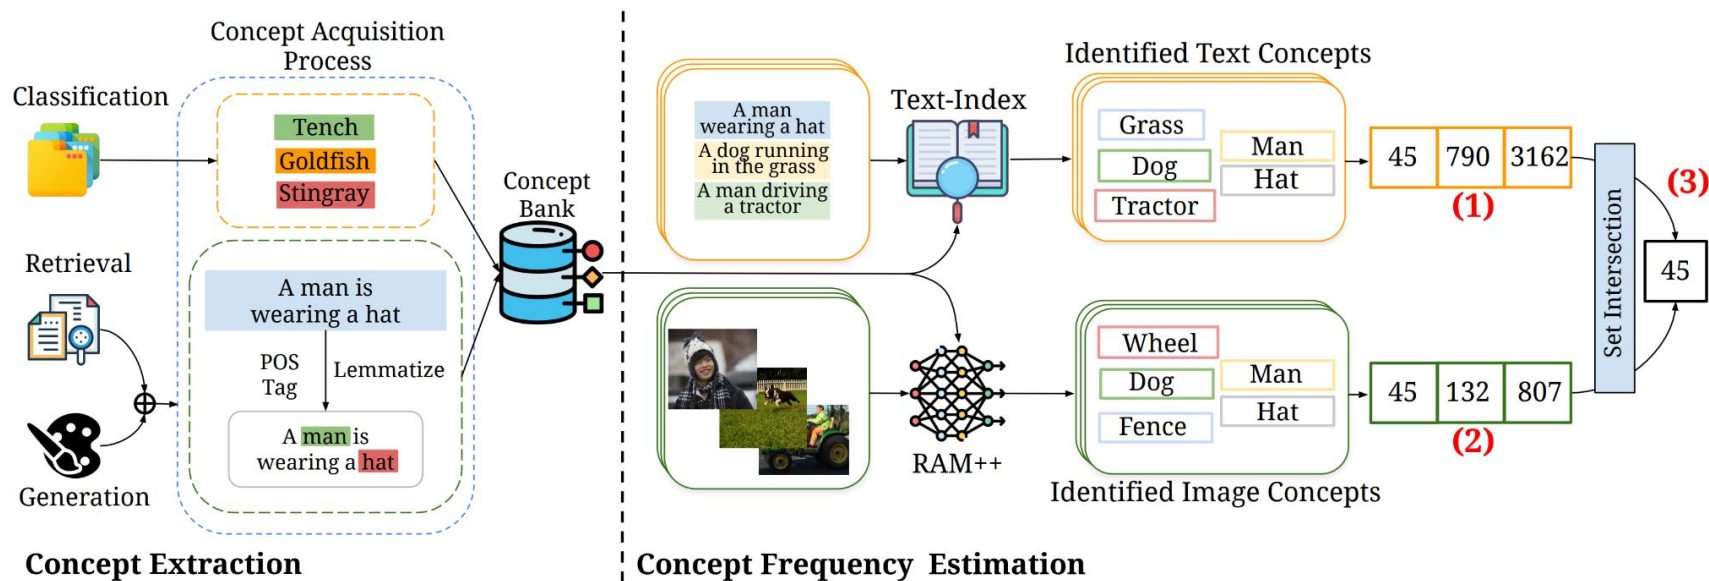 Concept Acquisition
Process
Classification
Tench
Goldfish
Stingray
Concept
Bank
Retrieval
A man is
wearing a hat
POS
Tag
Lemmatize
A man is
wearing a hat
Generation
Concept Extraction
A man
wearing a hat
A dog running
in the grass
A man driving
a tractor
Text-Index
Identified Text Concepts
Grass
Dog
Tractor
Man
Hat
45 790 3162
(1)
Set Intersection
(3)
45
RAM++
Wheel
Dog
Fence
Man
Hat
Identified Image Concepts
45 132 807
(2)
Concept Frequency Estimation